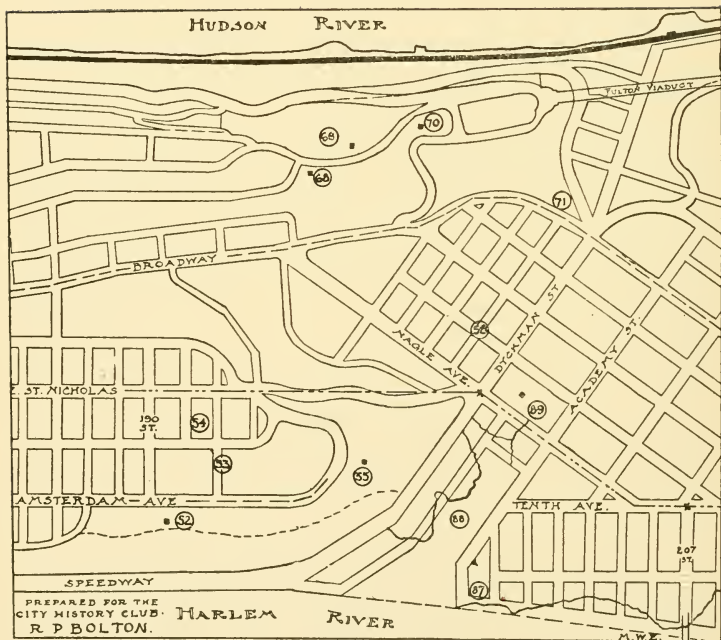 HUDSON RIVER
FULTON VIADUCT
69
70
68
71
BROADWAY
58
NAGLE AVE.
DYCKMAN ST
ACADEMY ST.
E. ST. NICHOLAS
190
ST.
54
89
53
55
AMSTERDAM AVE
52
88
TENTH AVE.
207
ST.
SPEEDWAY
87
PREPARED FOR THE
CITY HISTORY CLUB.
R P BOLTON.
HARLEM RIVER
M.W.E.